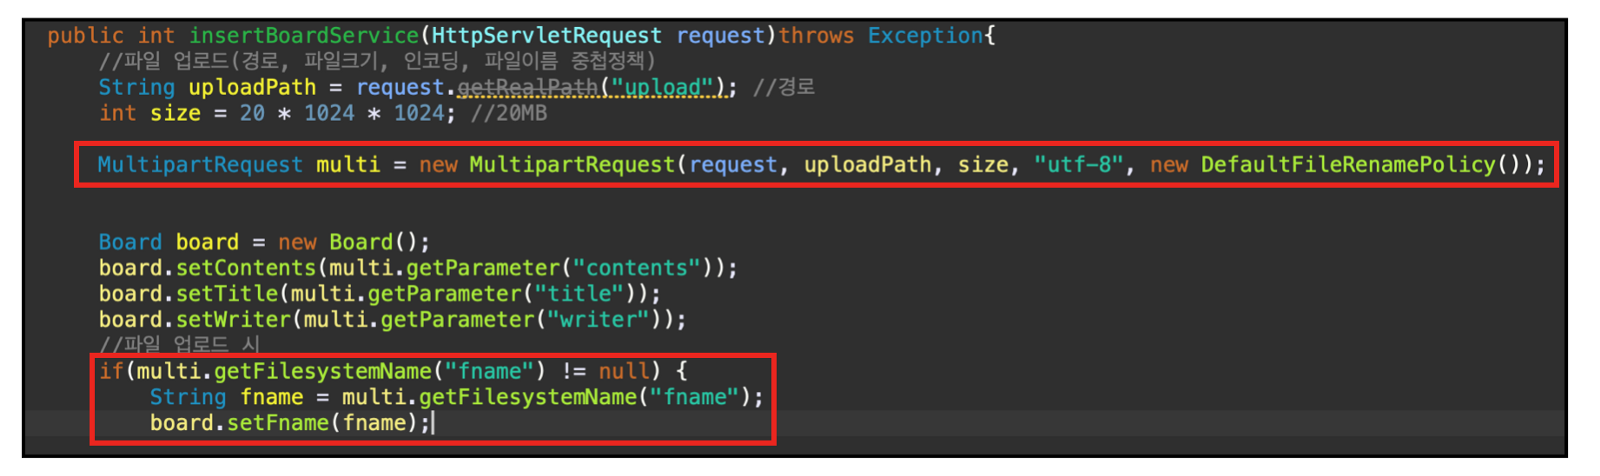 public int insertBoardService(HttpServletRequest request)throws Exception{
//파일 업로드(경로, 파일크기, 인코딩, 파일이름 중첩정책)
String uploadPath = request.getRealPath("upload"); //경로
int size = 20 * 1024 * 1024; //20MB
MultipartRequest multi = new MultipartRequest(request, uploadPath, size, "utf-8", new DefaultFileRenamePolicy());
Board board = new Board();
board.setContents(multi.getParameter("contents"));
board.setTitle(multi.getParameter("title"));
board.setWriter(multi.getParameter("writer"));
//파일 업로드 시
if(multi.getFilesystemName("fname") != null) {
String fname = multi.getFilesystemName("fname");
board.setFname(fname);